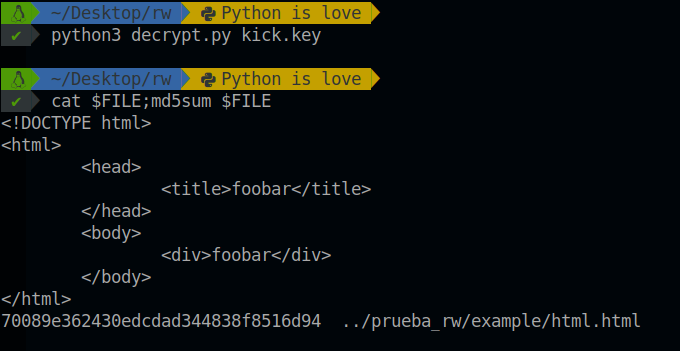 ~/Desktop/rw Python is love
✔ python3 decrypt.py kick.key
~/Desktop/rw Python is love
✔ cat $FILE;md5sum $FILE
<!DOCTYPE html>
<html>
<head>
<title>foobar</title>
</head>
<body>
<div>foobar</div>
</body>
</html>
70089e362430edcdad344838f8516d94 ../prueba_rw/example/html.html